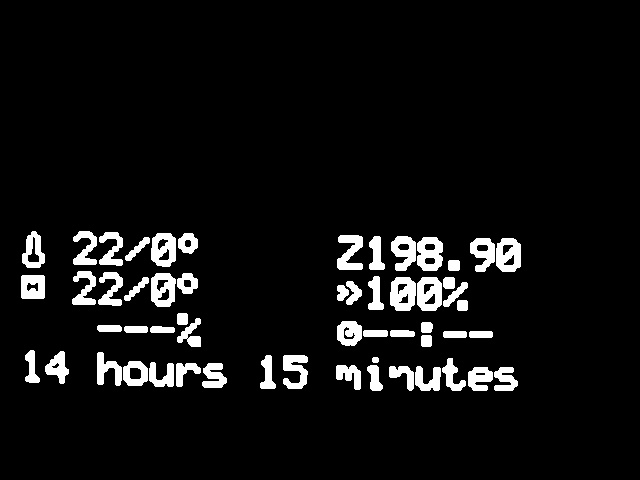 22/0° Z198.90
22/0° »100%
---% --:--
14 hours 15 minutes